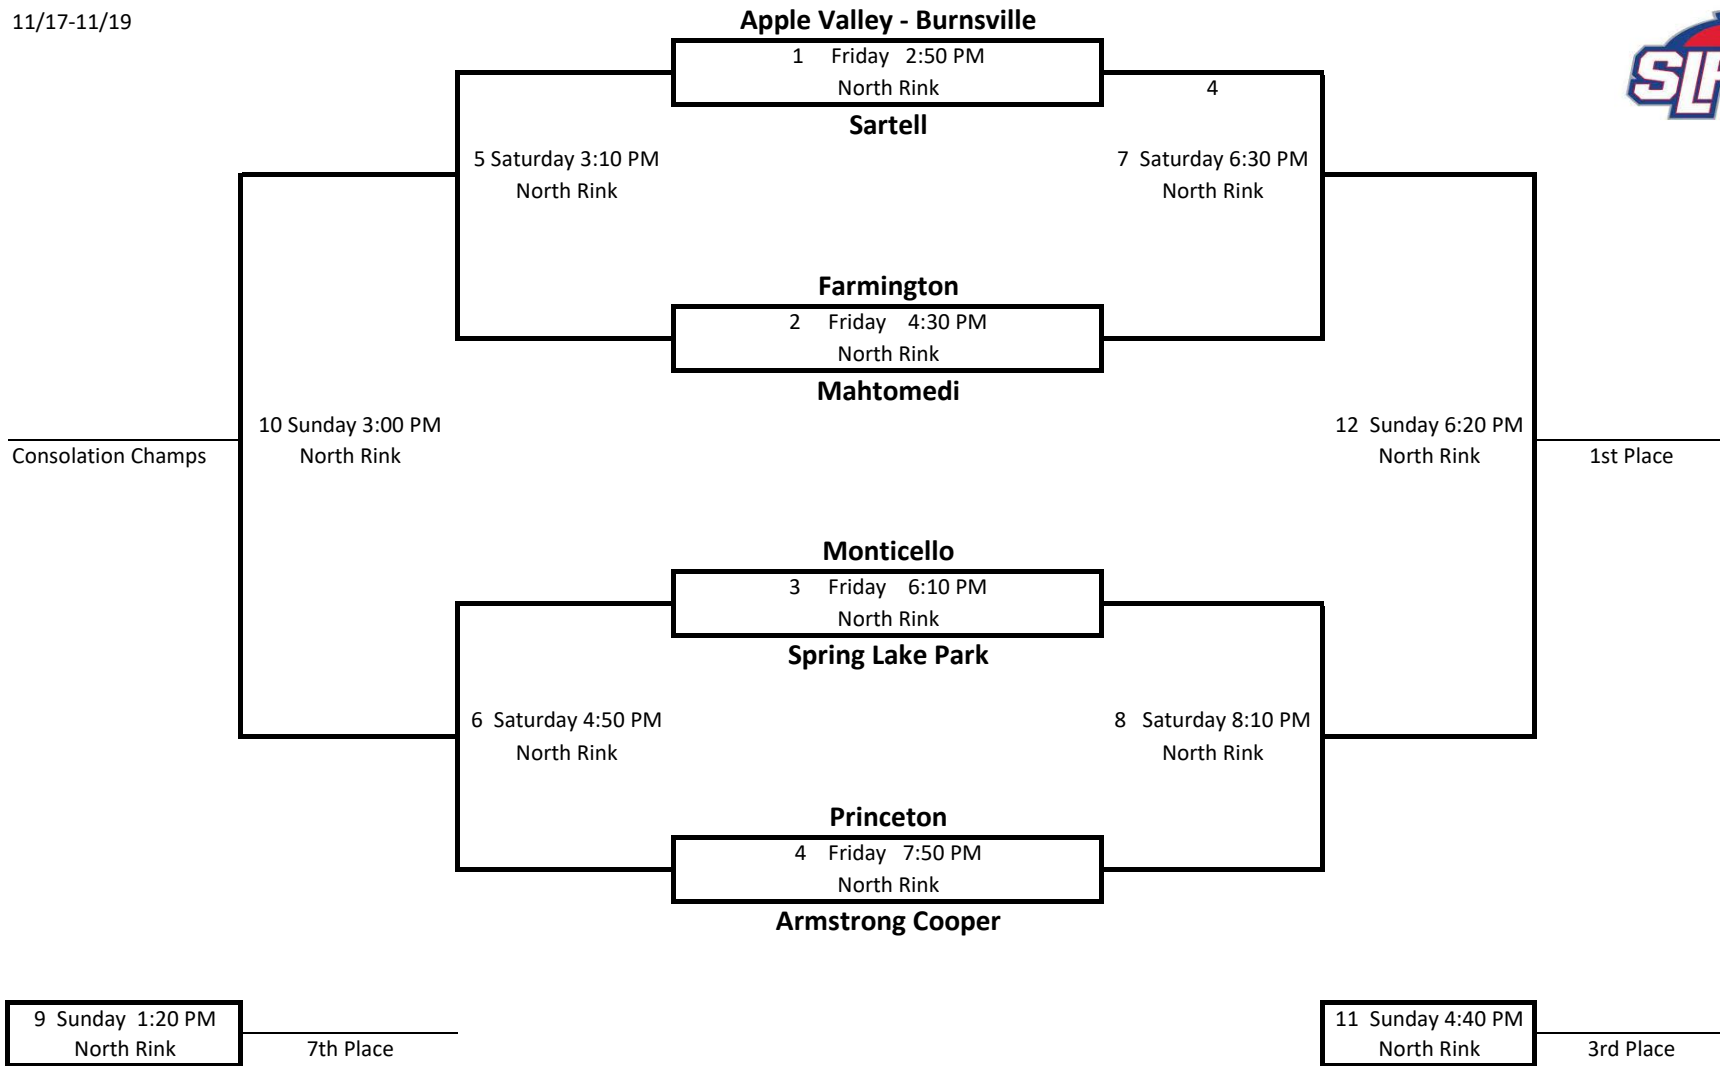 11/17-11/19
Apple Valley - Burnsville
1 Friday 2:50 PM
North Rink
4
Sartell
5 Saturday 3:10 PM
North Rink
7 Saturday 6:30 PM
North Rink
Farmington
2 Friday 4:30 PM
North Rink
Mahtomedi
10 Sunday 3:00 PM
North Rink
Consolation Champs
12 Sunday 6:20 PM
North Rink
1st Place
Monticello
3 Friday 6:10 PM
North Rink
Spring Lake Park
6 Saturday 4:50 PM
North Rink
8 Saturday 8:10 PM
North Rink
Princeton
4 Friday 7:50 PM
North Rink
Armstrong Cooper
9 Sunday 1:20 PM
North Rink
7th Place
11 Sunday 4:40 PM
North Rink
3rd Place